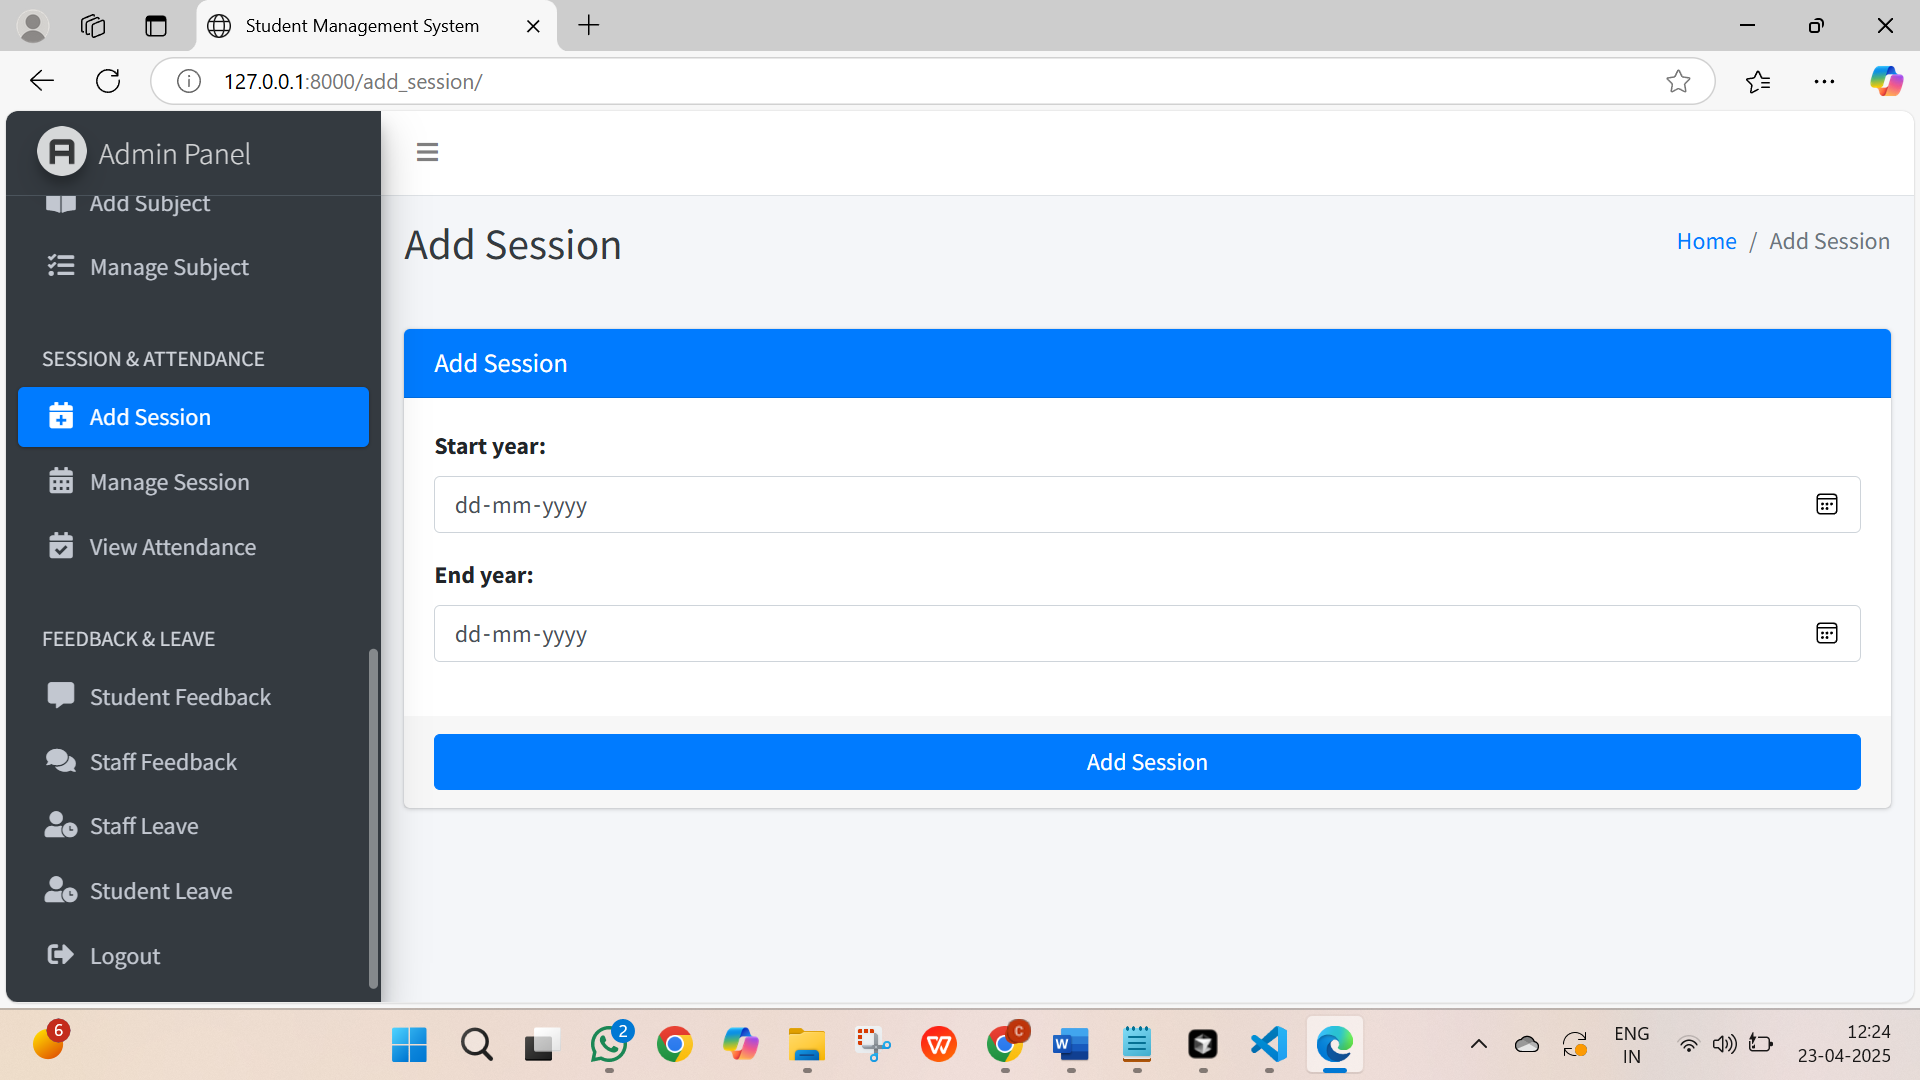 Student Management System
127.0.0.1:8000/add_session/
Admin Panel
Add Subject
Manage Subject
SESSION & ATTENDANCE
Add Session
Manage Session
View Attendance
FEEDBACK & LEAVE
Student Feedback
Staff Feedback
Staff Leave
Student Leave
Logout
Add Session
Home / Add Session
Add Session
Start year:
dd-mm-yyyy
End year:
dd-mm-yyyy
Add Session
6
2
C
W
ENG
IN
12:24
23-04-2025